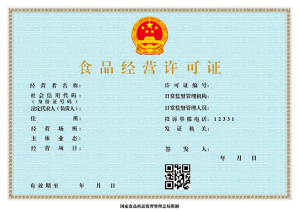 食品经营许可证
经营者名称：
社会信用代码：
（身份证号码）
法定代表人（负责人）：
住所：
经营场所：
主体业态：
经营项目：
有效期至 年 月 日
许可证编号：
日常监督管理机构：
日常监督管理人员：
投诉举报电话：12331
发证机关：
签发人：
年 月 日
国家食品药品监督管理总局监制